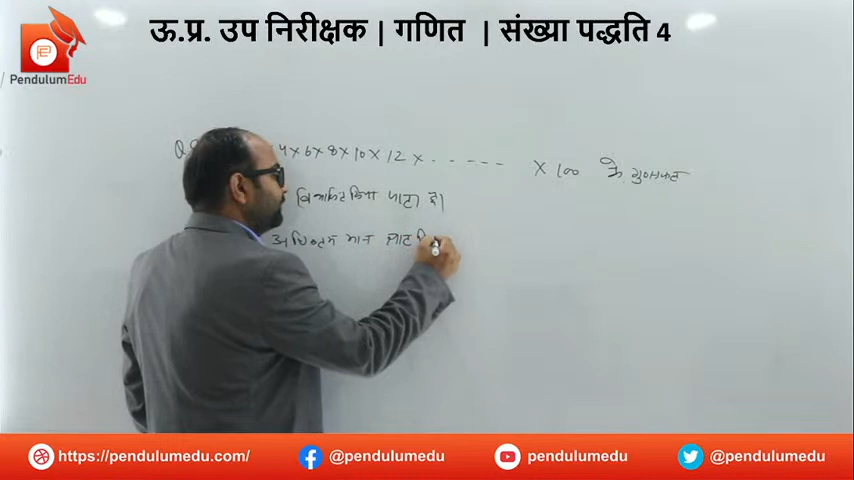 ऊ.प्र. उप निरीक्षक | गणित | संख्या पद्धति 4
PendulumEdu
4×6×8×10×12×. . - - - - ×100 के गुणनफल
विभाजित किया जाता है।
अधिकतम मान ज्ञात
https://pendulumedu.com/
@pendulumedu
pendulumedu
@pendulumedu